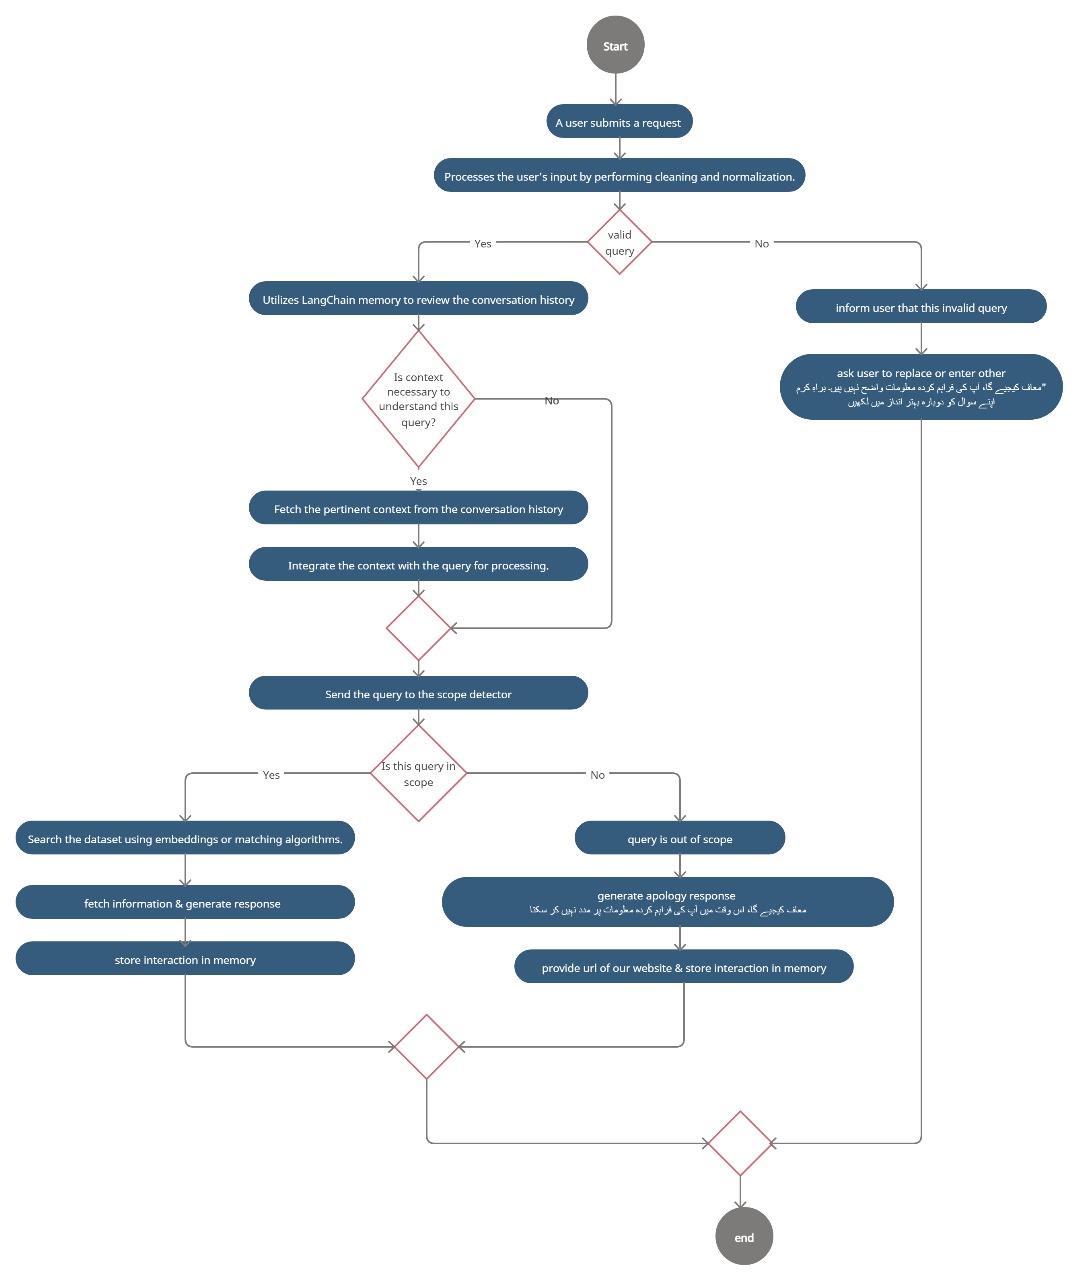 Start
A user submits a request
Processes the user's input by performing cleaning and normalization.
valid
query
Yes
No
Utilizes LangChain memory to review the conversation history
inform user that this invalid query
Is context
necessary to
understand this
query?
No
ask user to replace or enter other
"معاف کیجیے گا، آپ کی فراہم کردہ معلومات واضح نہیں ہیں۔ براہ کرم
اپنے سوال کو دوبارہ بہتر انداز میں لکھیں
Yes
Fetch the pertinent context from the conversation history
Integrate the context with the query for processing.
Send the query to the scope detector
Is this query in
scope
Yes
No
Search the dataset using embeddings or matching algorithms.
query is out of scope
fetch information & generate response
generate apology response
معاف کیجیے گا، اس وقت میں آپ کی فراہم کردہ معلومات پر مدد نہیں کر سکتا
store interaction in memory
provide url of our website & store interaction in memory
end